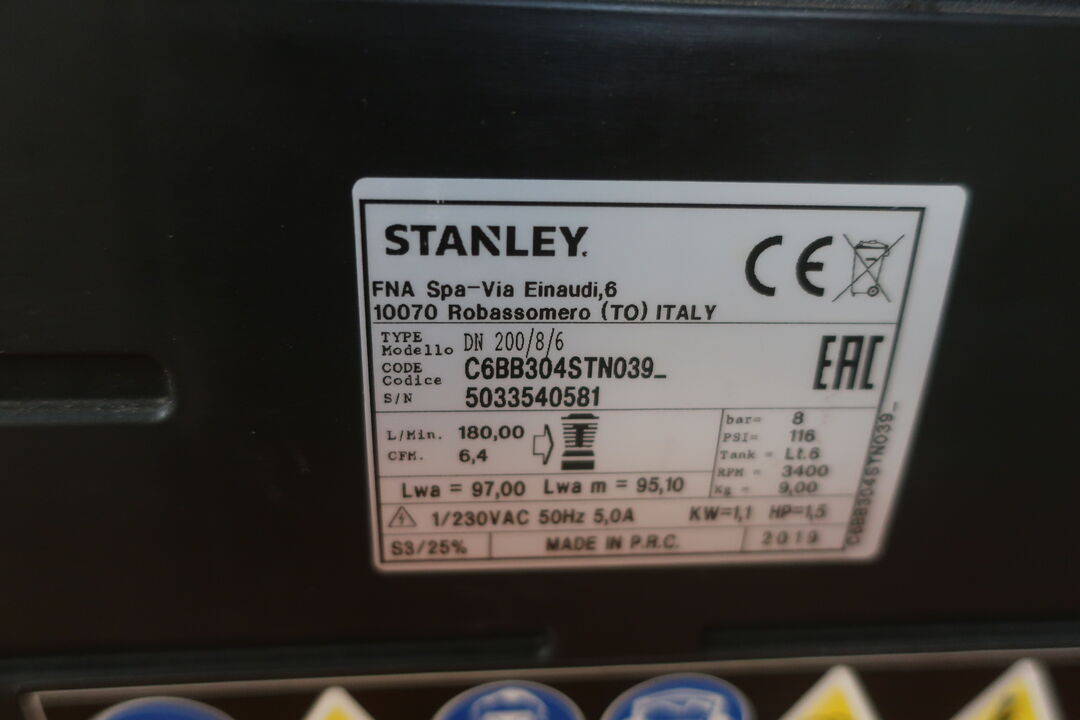 STANLEY.
CE
FNA Spa-Via Einaudi,6
10070 Robassomero (TO) ITALY
TYPE
Modello DN 200/8/6
CODE
Codice C6BB304STN039_
S/N 5033540581
EAC
L/Min. 180,00
CFM. 6,4
bar= 8
PSI= 116
Tank = Lt.6
RPM = 3400
Kg = 9,00
C6BB304STN039_
Lwa = 97,00 Lwa m = 95,10
1/230VAC 50Hz 5,0A KW=1,1 HP=1,5
S3/25% MADE IN P.R.C. 2019